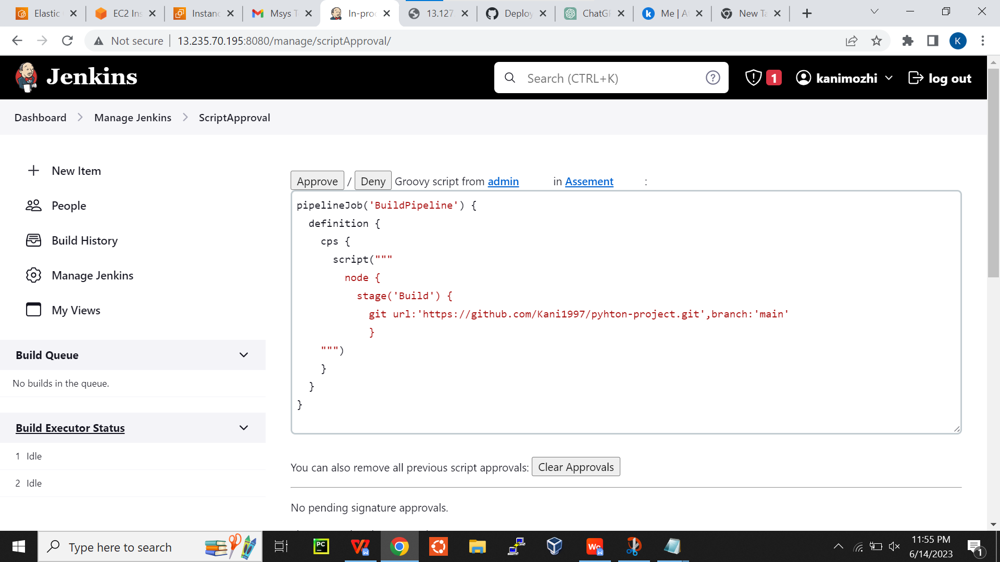 Elastic
EC2 Ins
Instanc
Msys T
In-proc
13.127.
Deploy
ChatGP
Me | A
New Ta
Not secure
13.235.70.195:8080/manage/scriptApproval/
K
Jenkins
Search (CTRL+K)
1
kanimozhi
log out
Dashboard
Manage Jenkins
ScriptApproval
New Item
People
Build History
Manage Jenkins
My Views
Build Queue
No builds in the queue.
Build Executor Status
1 Idle
2 Idle
Approve / Deny Groovy script from admin in Assement :
pipelineJob('BuildPipeline') {
definition {
cps {
script("""
node {
stage('Build') {
git url:'https://github.com/Kani1997/pyhton-project.git',branch:'main'
}
""")
}
}
}
You can also remove all previous script approvals: Clear Approvals
No pending signature approvals.
Type here to search
PC
W
11:55 PM
6/14/2023
1